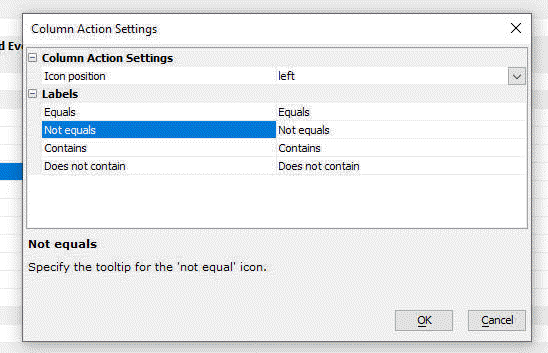 Column Action Settings
d Eve
Column Action Settings
Icon position left
Labels
Equals Equals
Not equals Not equals
Contains Contains
Does not contain Does not contain
Not equals
Specify the tooltip for the 'not equal' icon.
OK Cancel